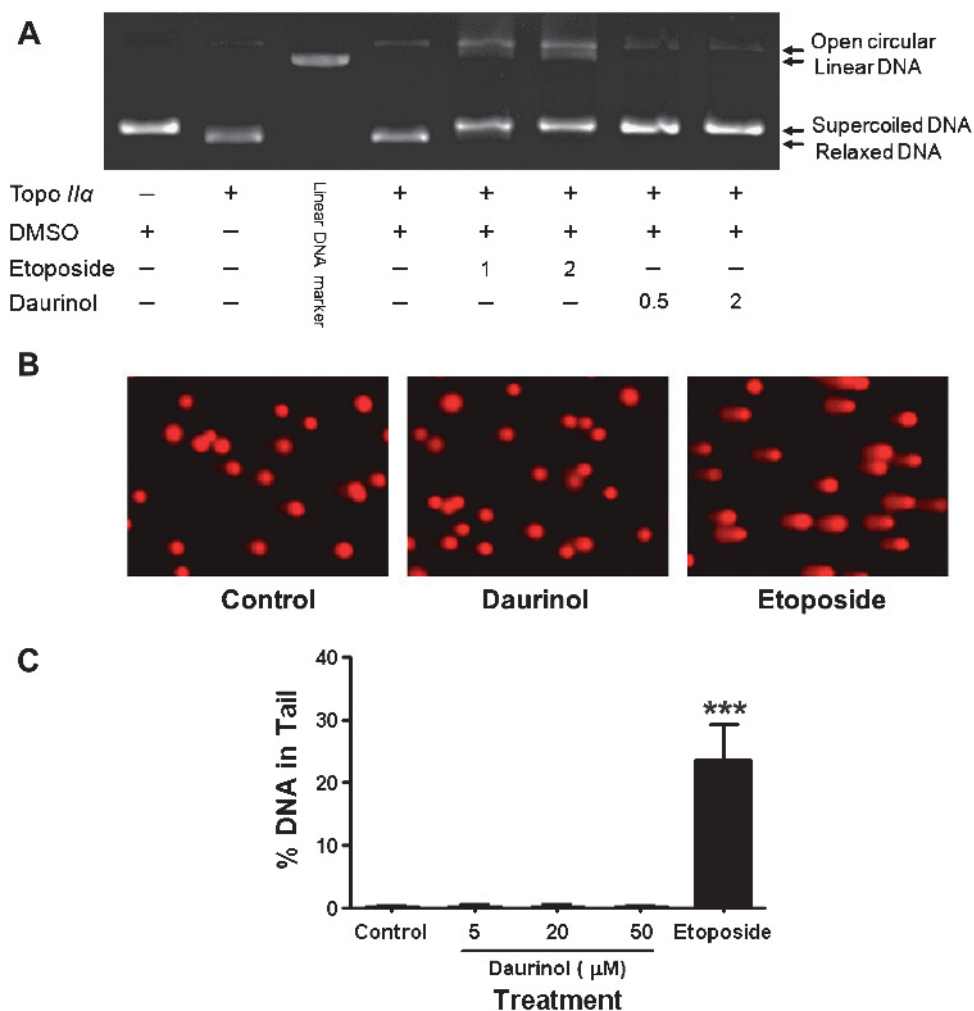 A
Open circular
Linear DNA
Supercoiled DNA
Relaxed DNA
Topo IIα – + Linear DNA marker + + + + +
DMSO + – + + + + +
Etoposide – – – 1 2 – –
Daurinol – – – – – 0.5 2
B
Control Daurinol Etoposide
C
% DNA in Tail
40
30
20
10
0
***
Control 5 20 50 Etoposide
Daurinol ( μM)
Treatment